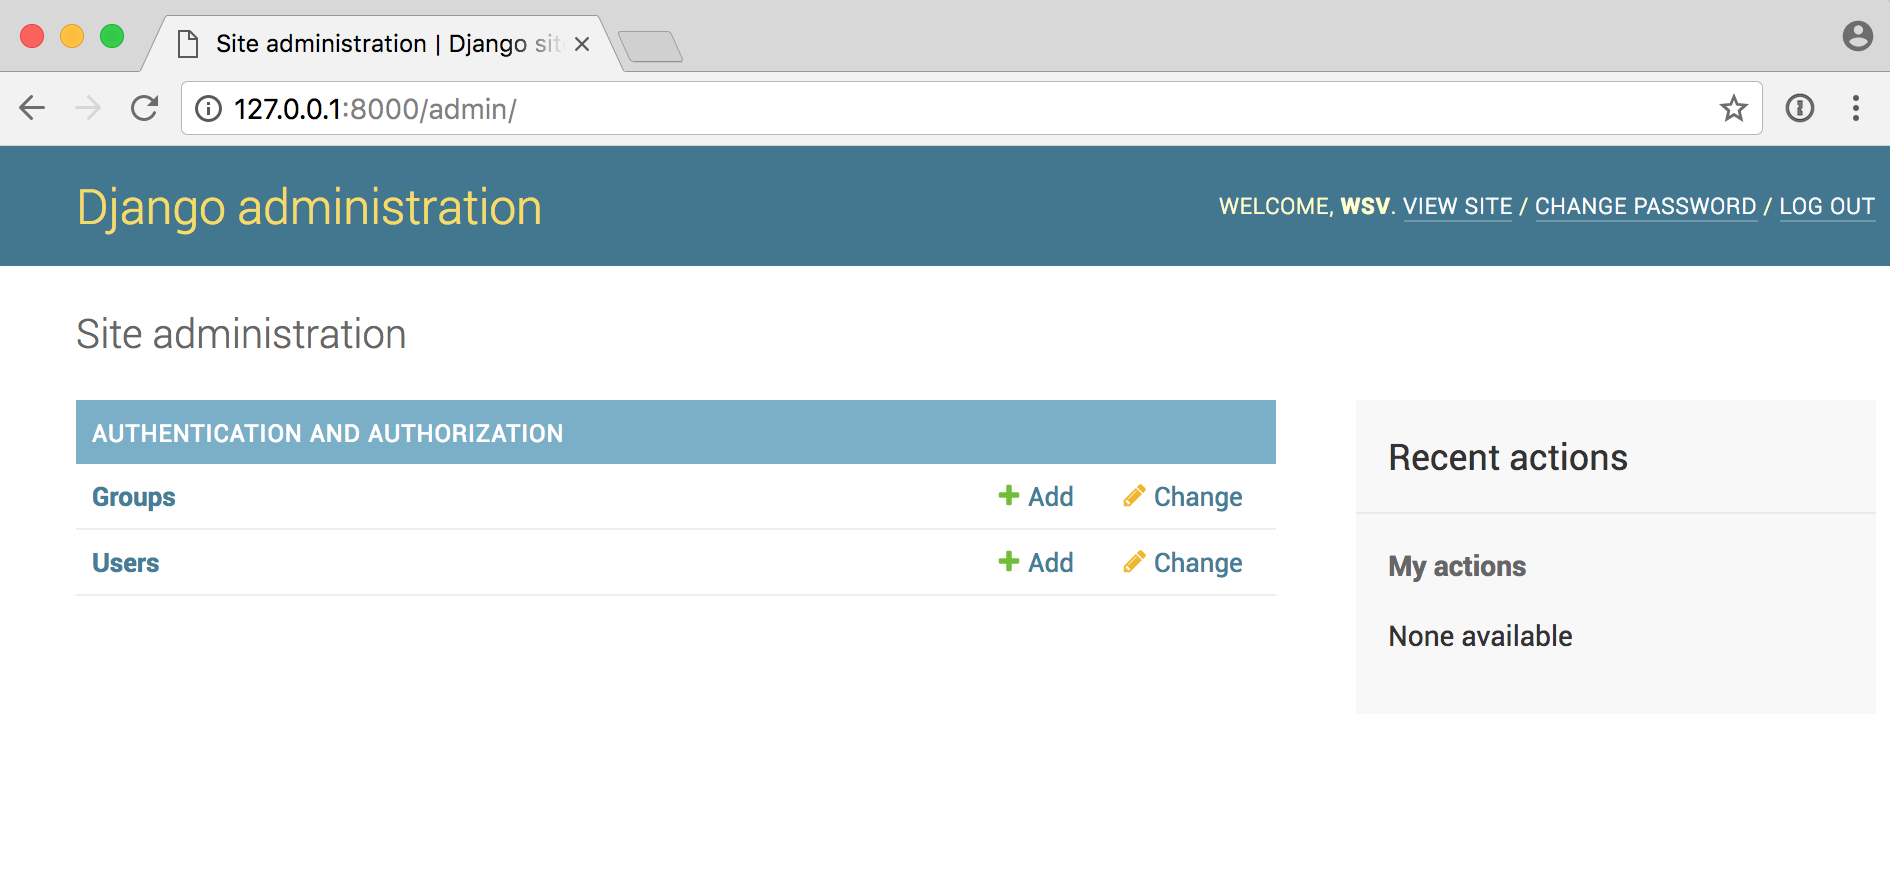 Site administration | Django sit
127.0.0.1:8000/admin/
Django administration
WELCOME, WSV. VIEW SITE / CHANGE PASSWORD / LOG OUT
Site administration
AUTHENTICATION AND AUTHORIZATION
Groups Add Change
Users Add Change
Recent actions
My actions
None available